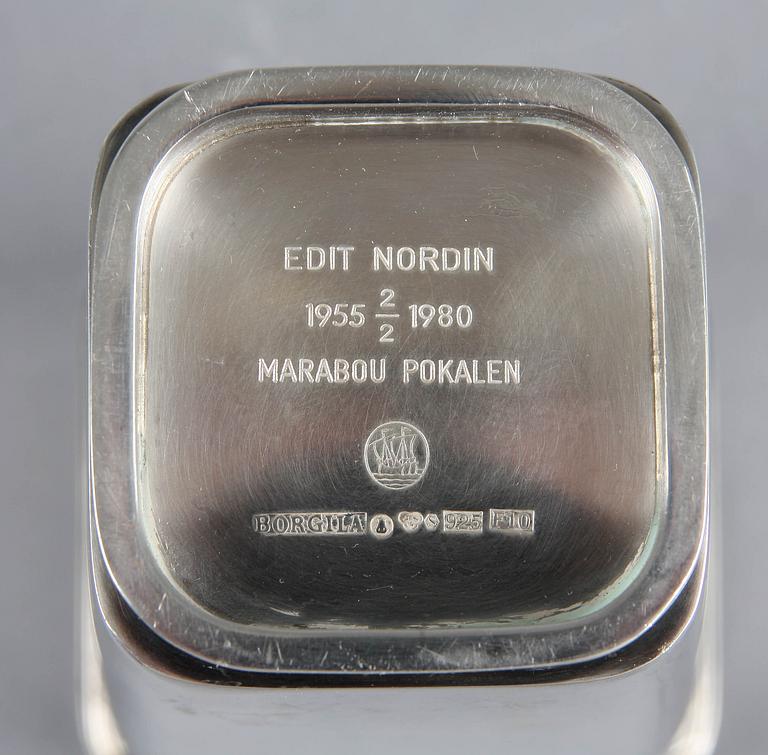 EDIT NORDIN
1955 2/2 1980
MARABOU POKALEN
BORGILA S 925 F10